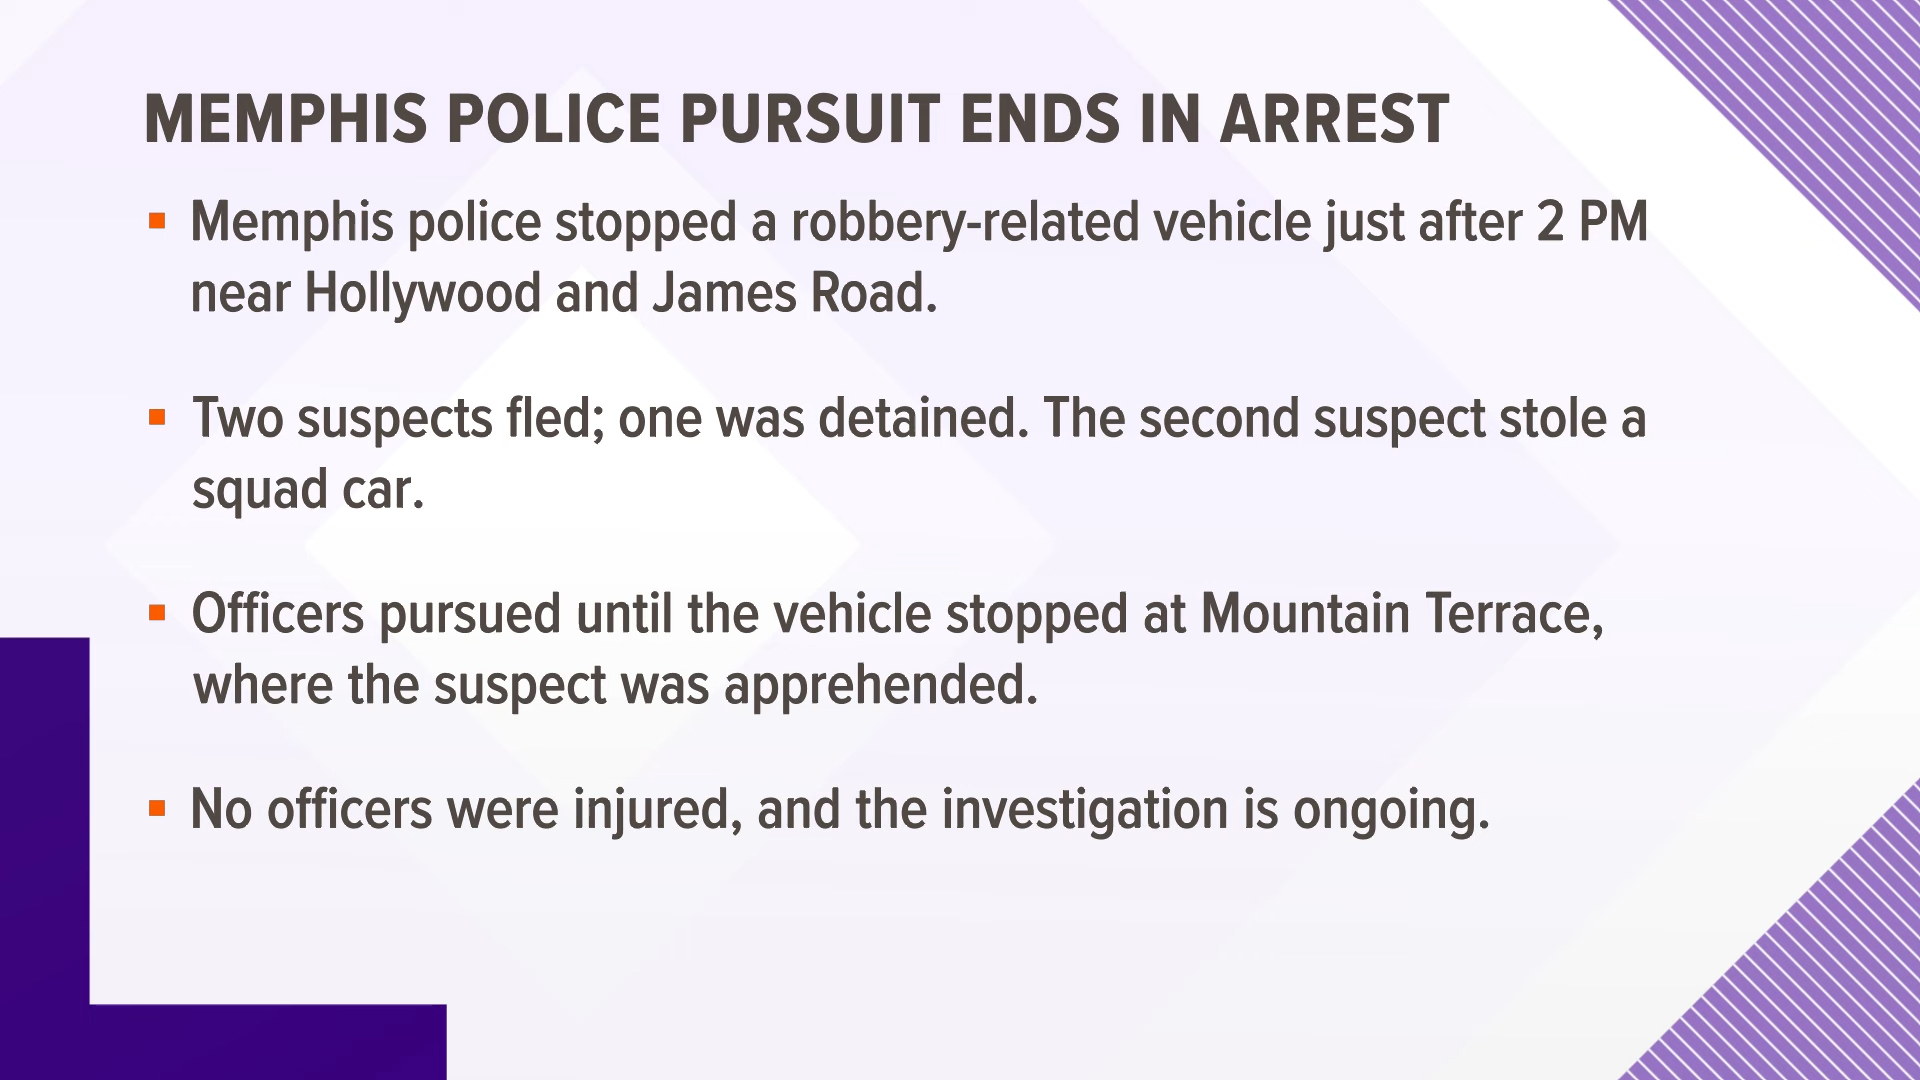 MEMPHIS POLICE PURSUIT ENDS IN ARREST
Memphis police stopped a robbery-related vehicle just after 2 PM
near Hollywood and James Road.
Two suspects fled; one was detained. The second suspect stole a
squad car.
Officers pursued until the vehicle stopped at Mountain Terrace,
where the suspect was apprehended.
No officers were injured, and the investigation is ongoing.